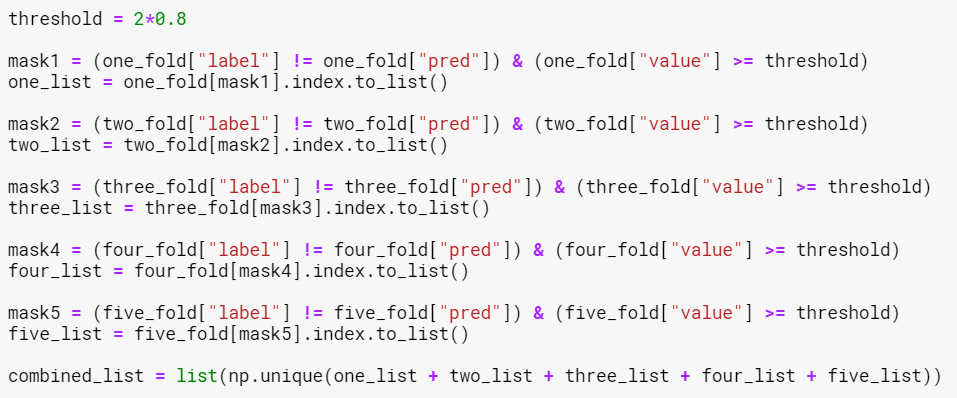 threshold = 2*0.8
mask1 = (one_fold["label"] != one_fold["pred"]) & (one_fold["value"] >= threshold)
one_list = one_fold[mask1].index.to_list()
mask2 = (two_fold["label"] != two_fold["pred"]) & (two_fold["value"] >= threshold)
two_list = two_fold[mask2].index.to_list()
mask3 = (three_fold["label"] != three_fold["pred"]) & (three_fold["value"] >= threshold)
three_list = three_fold[mask3].index.to_list()
mask4 = (four_fold["label"] != four_fold["pred"]) & (four_fold["value"] >= threshold)
four_list = four_fold[mask4].index.to_list()
mask5 = (five_fold["label"] != five_fold["pred"]) & (five_fold["value"] >= threshold)
five_list = five_fold[mask5].index.to_list()
combined_list = list(np.unique(one_list + two_list + three_list + four_list + five_list))